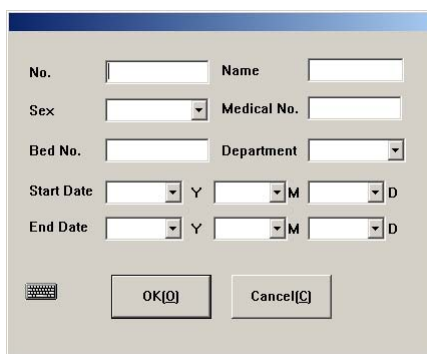 No. Name
Sex Medical No.
Bed No. Department
Start Date Y M D
End Date Y M D
OK(O) Cancel(C)